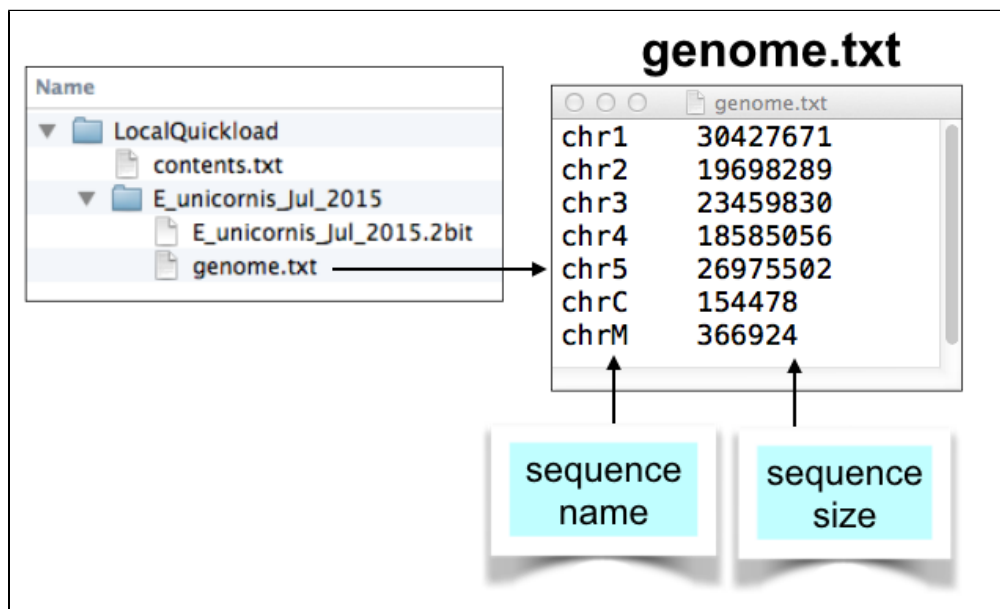 genome.txt
Name
LocalQuickload
contents.txt
E_unicornis_Jul_2015
E_unicornis_Jul_2015.2bit
genome.txt
genome.txt
chr1 30427671
chr2 19698289
chr3 23459830
chr4 18585056
chr5 26975502
chrC 154478
chrM 366924
sequence
name
sequence
size